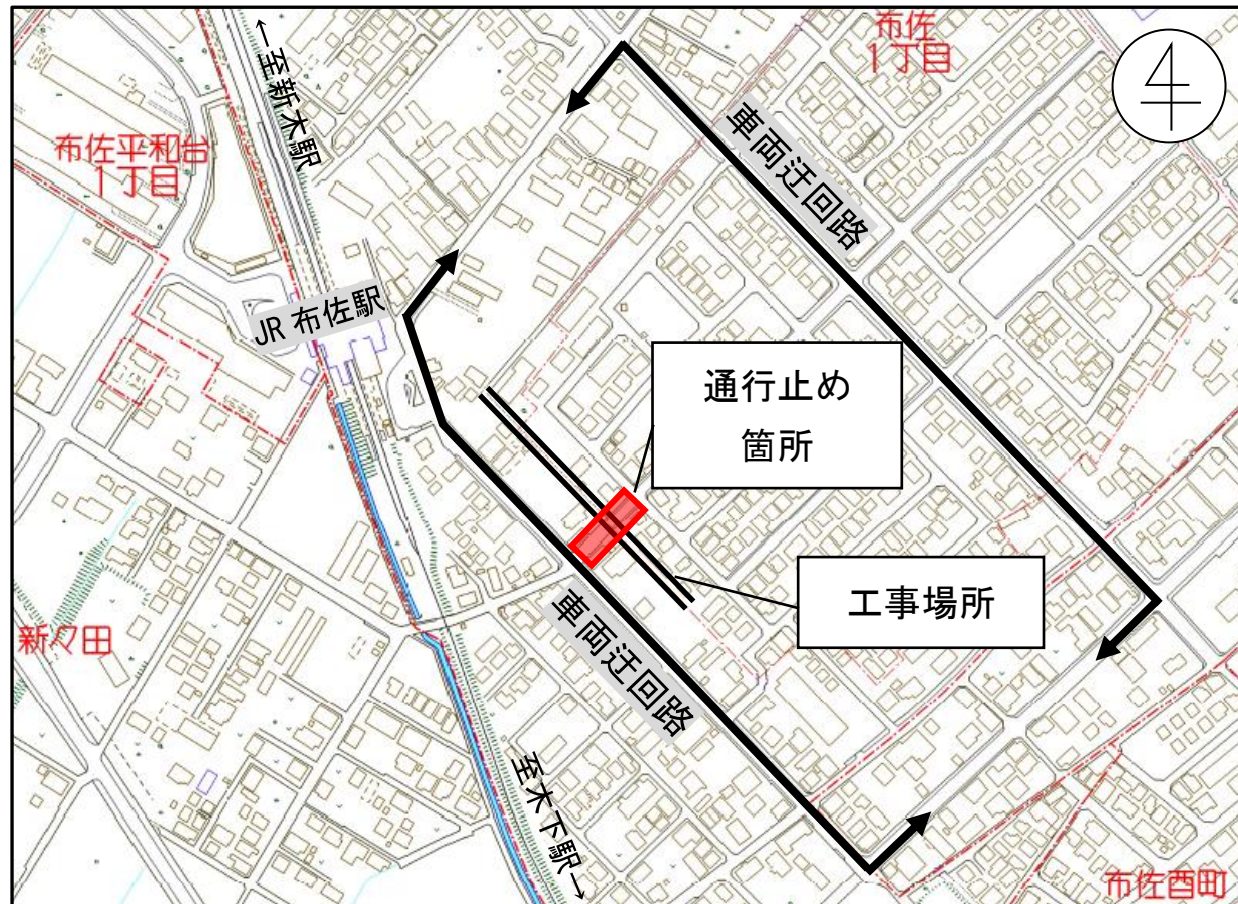 ←至新木駅
布佐
1丁目
布佐平和台
1丁目
車両迂回路
JR 布佐駅
通行止め
箇所
工事場所
車両迂回路
新々田
至木下駅→
布佐酉町